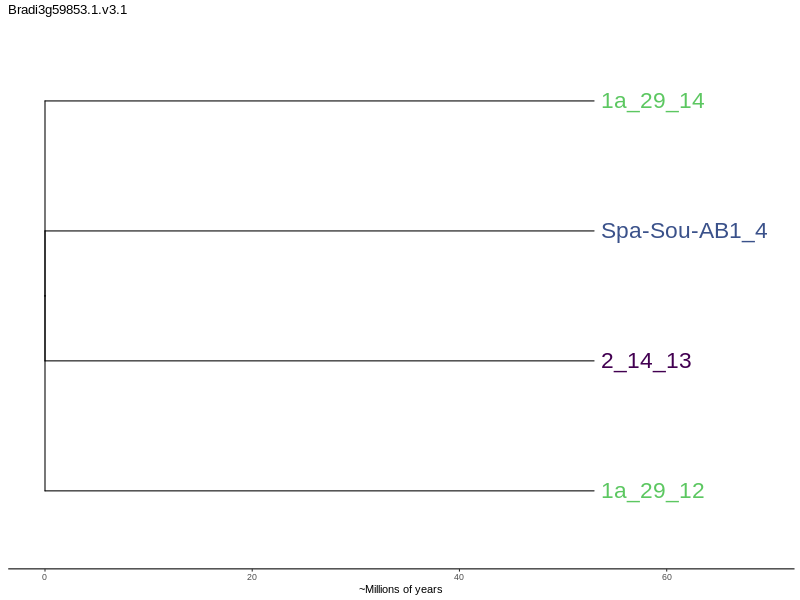 Bradi3g59853.1.v3.1
1a_29_14
Spa-Sou-AB1_4
2_14_13
1a_29_12
0 20 40 60
~Millions of years